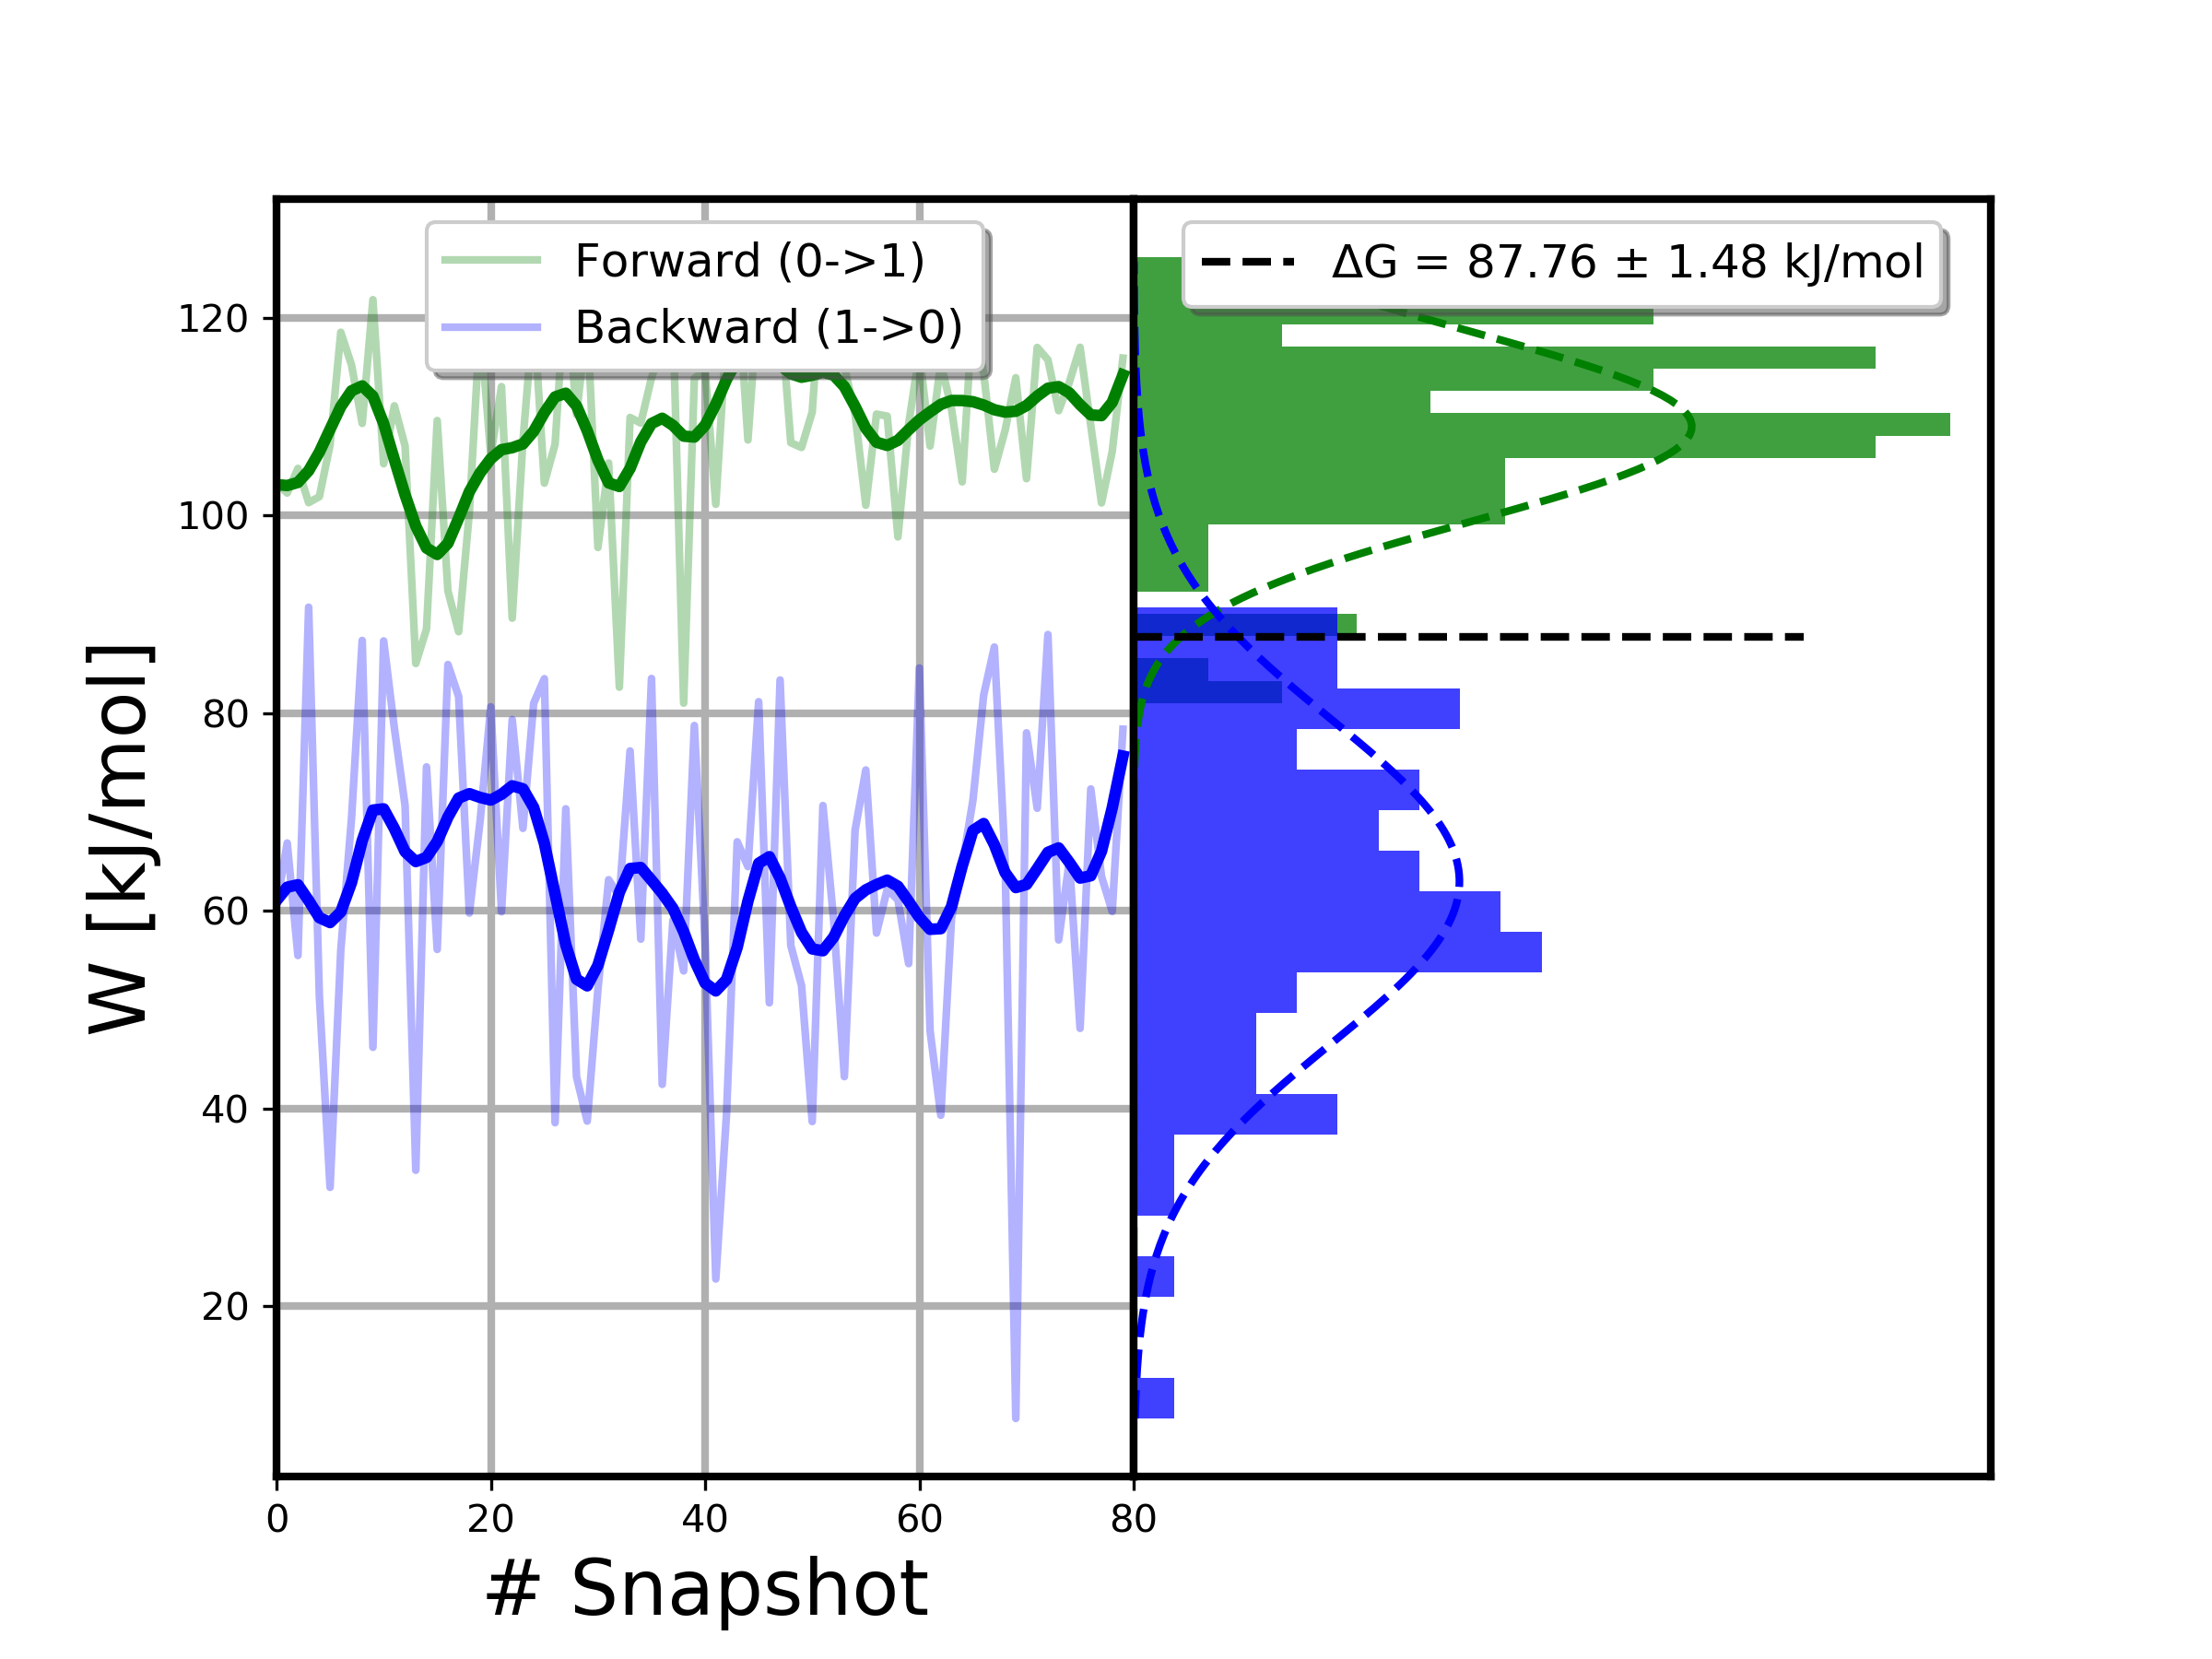 Forward (0->1)
Backward (1->0)
ΔG = 87.76 ± 1.48 kJ/mol
120
100
80
60
40
20
W [kJ/mol]
0 20 40 60 80
# Snapshot